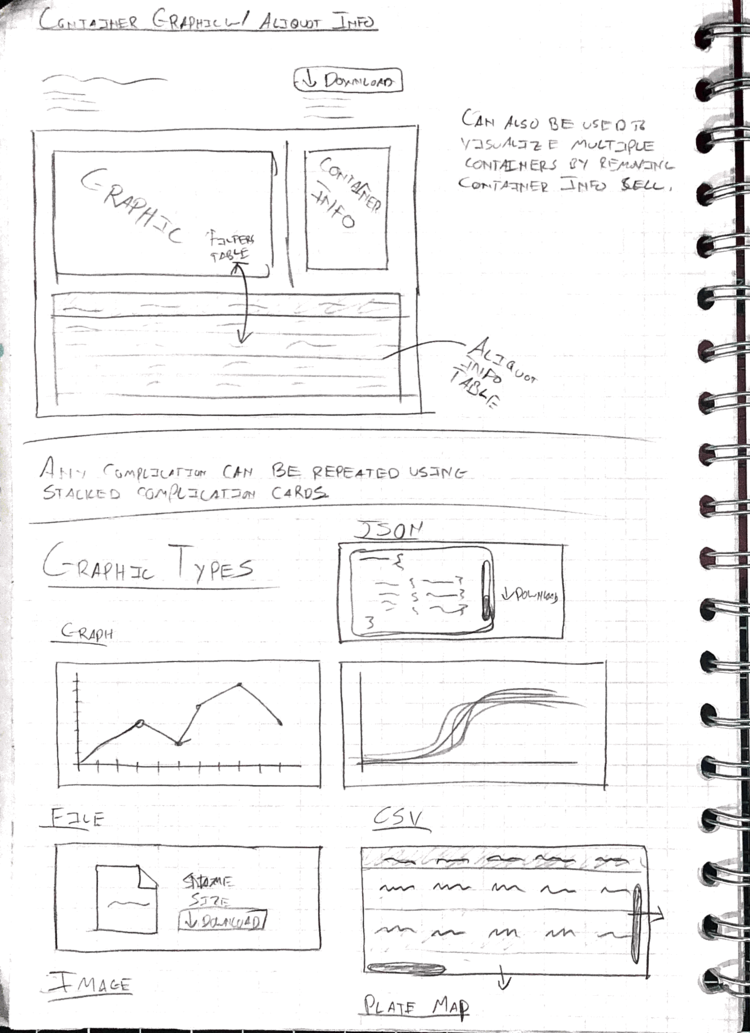 CONTAINER GRAPHIC W/ ALIQUOT INFO
↓ DOWNLOAD
CAN ALSO BE USED TO
VISUALIZE MULTIPLE
CONTAINERS BY REMOVING
CONTAINER INFO CELL.
GRAPHIC
FILTERS
TABLE
CONTAINER
INFO
ALIQUOT
INFO
TABLE
ANY COMPLICATION CAN BE REPEATED USING
STACKED COMPLICATION CARDS
GRAPHIC TYPES
JSON
{
}
↓ DOWNLOAD
GRAPH
FILE
NAME
SIZE
↓ DOWNLOAD
CSV
IMAGE
PLATE MAP